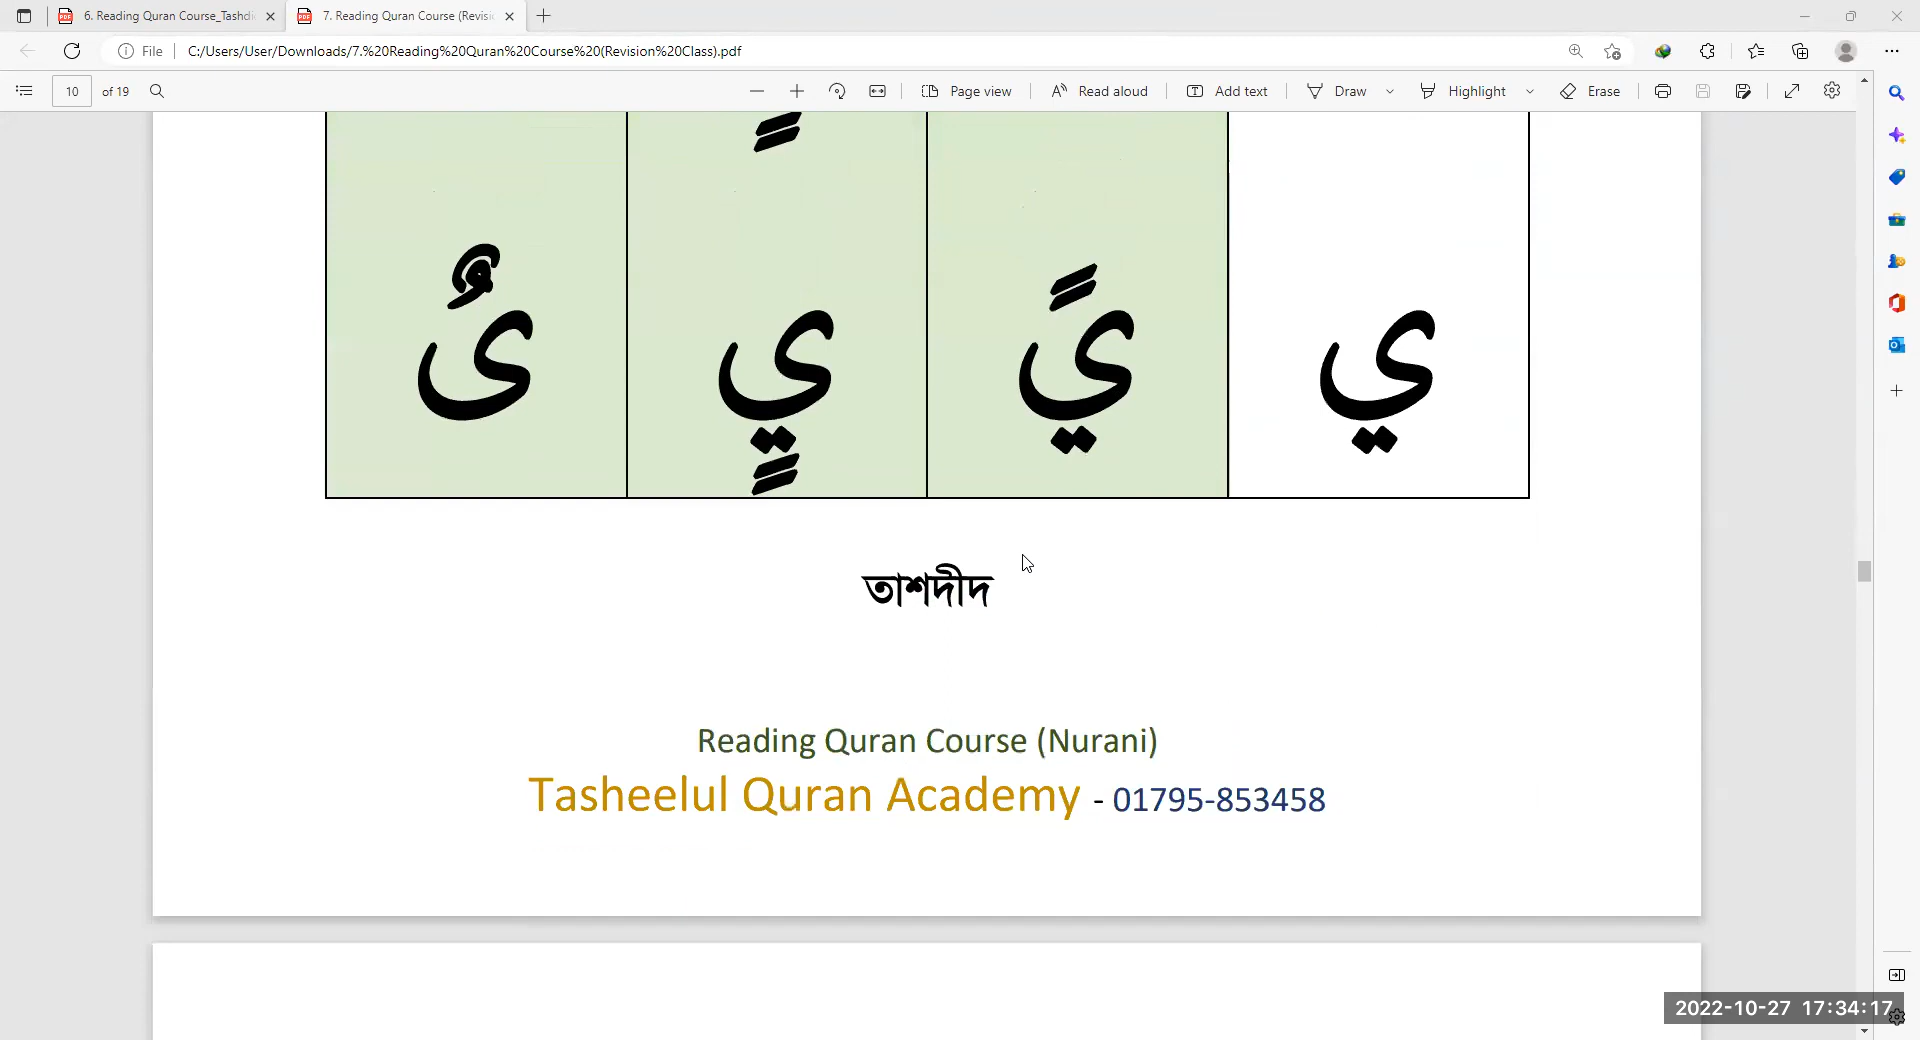 6. Reading Quran Course_Tashdi
7. Reading Quran Course (Revisi
File
C:/Users/User/Downloads/7.%20Reading%20Quran%20Course%20(Revision%20Class).pdf
10 of 19
Page view
Read aloud
Add text
Draw
Highlight
Erase
ي يً يٍ ىٌ
তাশদীদ
Reading Quran Course (Nurani)
Tasheelul Quran Academy - 01795-853458
2022-10-27 17:34:17